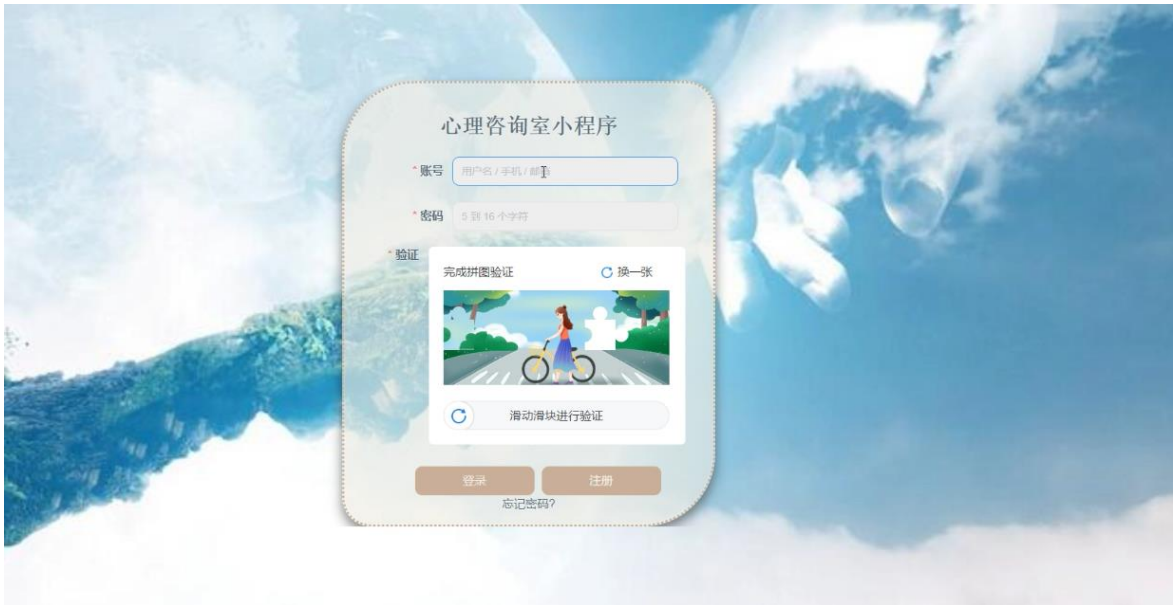 心理咨询室小程序
* 账号 用户名 / 手机 / 邮箱
* 密码 5 到 16 个字符
* 验证
完成拼图验证 换一张
滑动滑块进行验证
登录 注册
忘记密码?